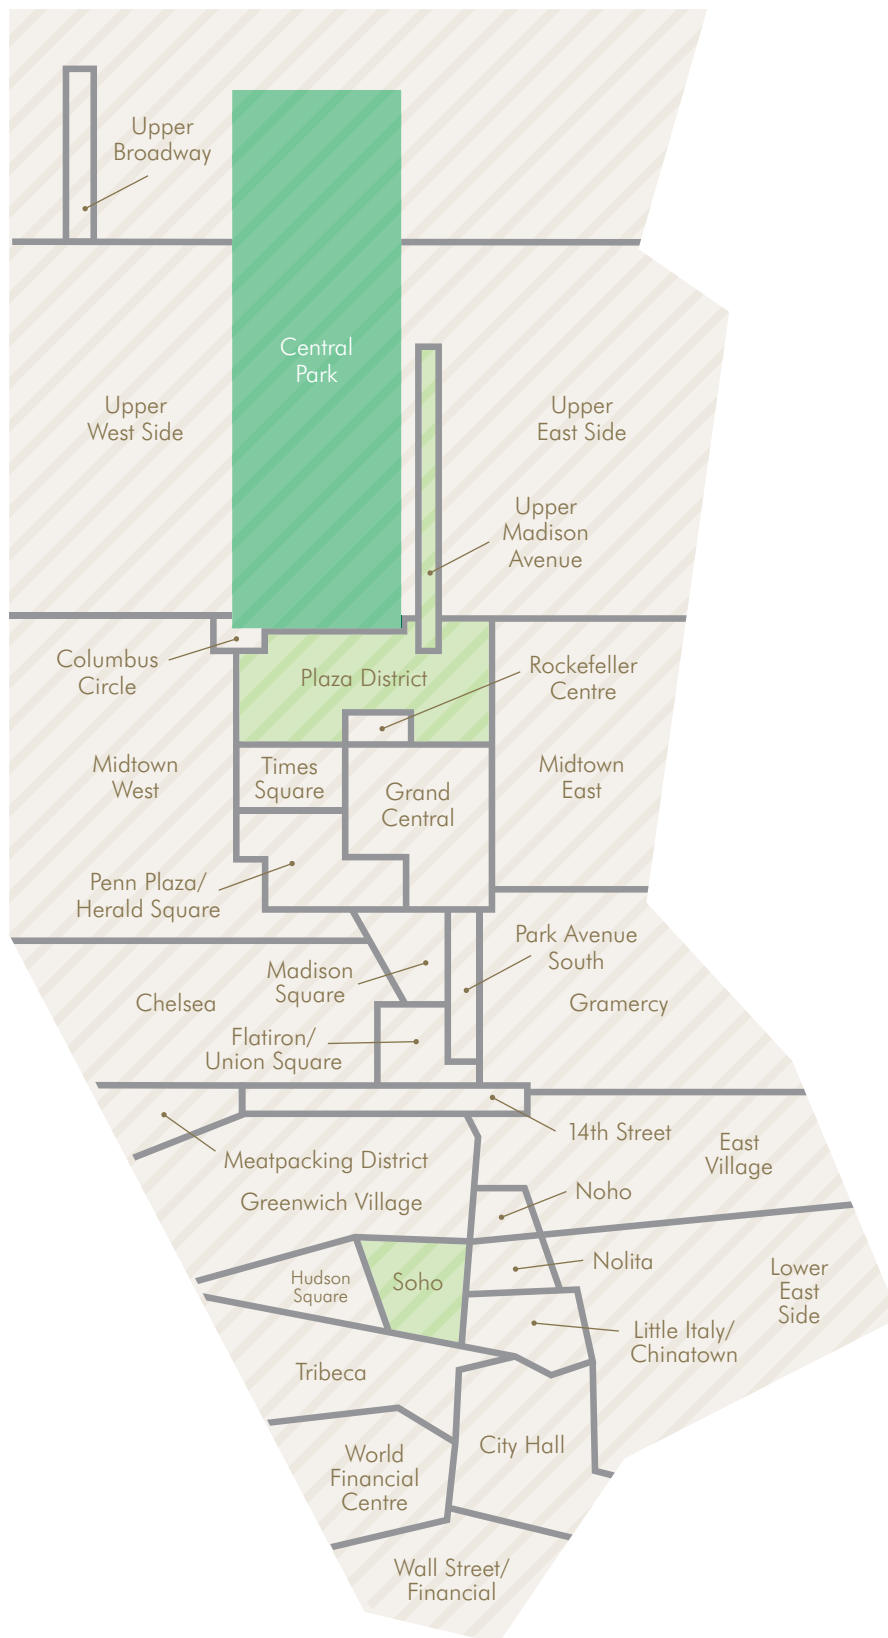 Upper
Broadway
Central
Park
Upper
West Side
Upper
East Side
Upper
Madison
Avenue
Columbus
Circle
Plaza District
Rockefeller
Centre
Midtown
West
Times
Square
Grand
Central
Midtown
East
Penn Plaza/
Herald Square
Park Avenue
South
Madison
Square
Chelsea
Gramercy
Flatiron/
Union Square
14th Street
East
Village
Meatpacking District
Greenwich Village
Noho
Nolita
Hudson
Square
Soho
Lower
East
Side
Little Italy/
Chinatown
Tribeca
City Hall
World
Financial
Centre
Wall Street/
Financial